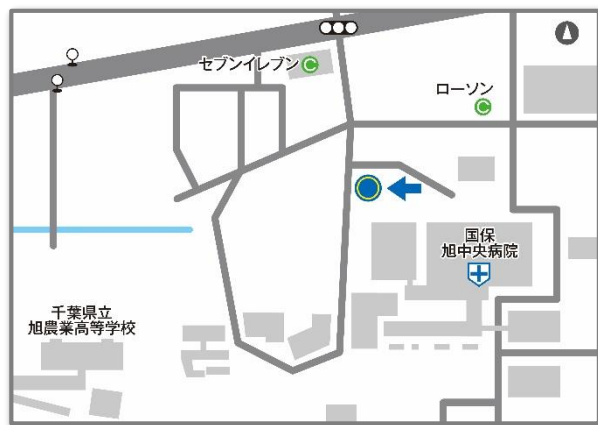 セブンイレブン
ローソン
国保
旭中央病院
千葉県立
旭農業高等学校